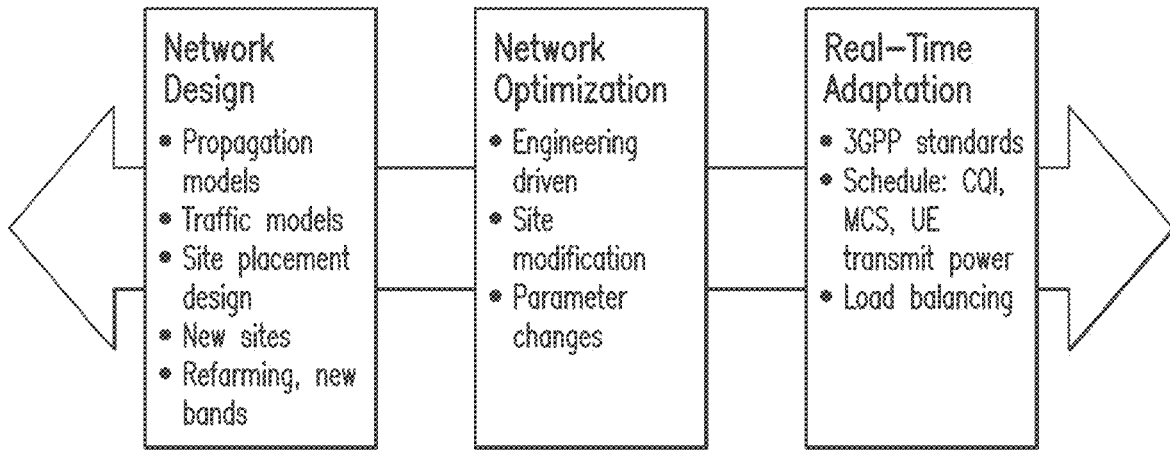 Network
Design
• Propagation
models
• Traffic models
• Site placement
design
• New sites
• Refarming, new
bands
Network
Optimization
• Engineering
driven
• Site
modification
• Parameter
changes
Real-Time
Adaptation
• 3GPP standards
• Schedule: CQI,
MCS, UE
transmit power
• Load balancing